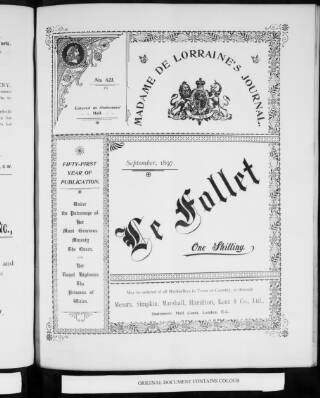 No. 621.
Entered at Stationers'
Hall.
MADAME DE LORRAINE'S JOURNAL.
FIFTY-FIRST
YEAR OF
PUBLICATION.
Under
the Patronage of
Her
Most Gracious
Majesty
The Queen.
And
Her
Royal Highness
The
Princess of
Wales.
September, 1897.
Le Follet
One Shilling.
May be ordered of all Booksellers in Town or Country, or through
Messrs. Simpkin, Marshall, Hamilton, Kent & Co., Ltd.,
Stationers' Hall Court, London, E.C.
and
ORIGINAL DOCUMENT CONTAINS COLOUR